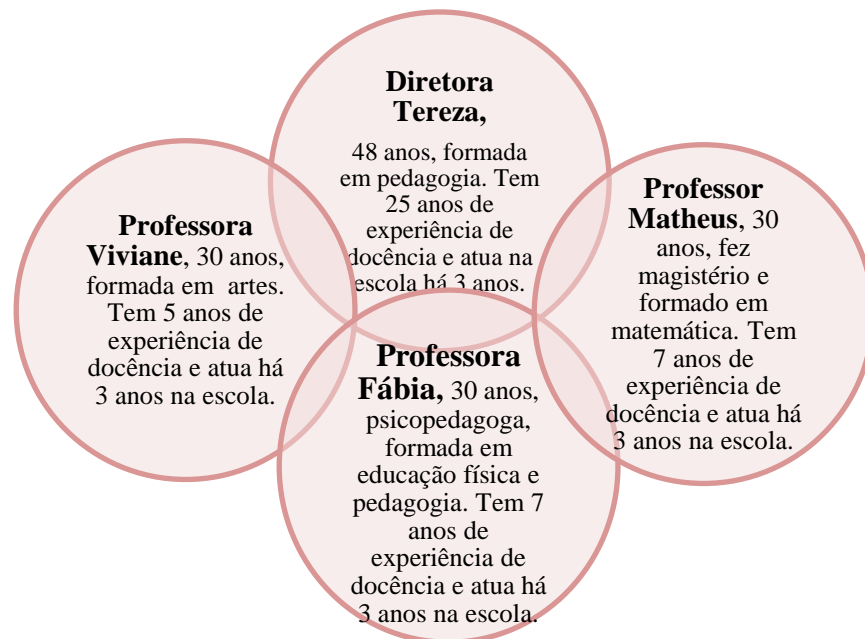 Diretora
Tereza,
48 anos, formada
em pedagogia. Tem
25 anos de
experiência de
docência e atua na
escola há 3 anos.
Professora
Viviane, 30 anos,
formada em artes.
Tem 5 anos de
experiência de
docência e atua há
3 anos na escola.
Professor
Matheus, 30
anos, fez
magistério e
formado em
matemática. Tem
7 anos de
experiência de
docência e atua há
3 anos na escola.
Professora
Fábia, 30 anos,
psicopedagoga,
formada em
educação física e
pedagogia. Tem 7
anos de
experiência de
docência e atua há
3 anos na escola.